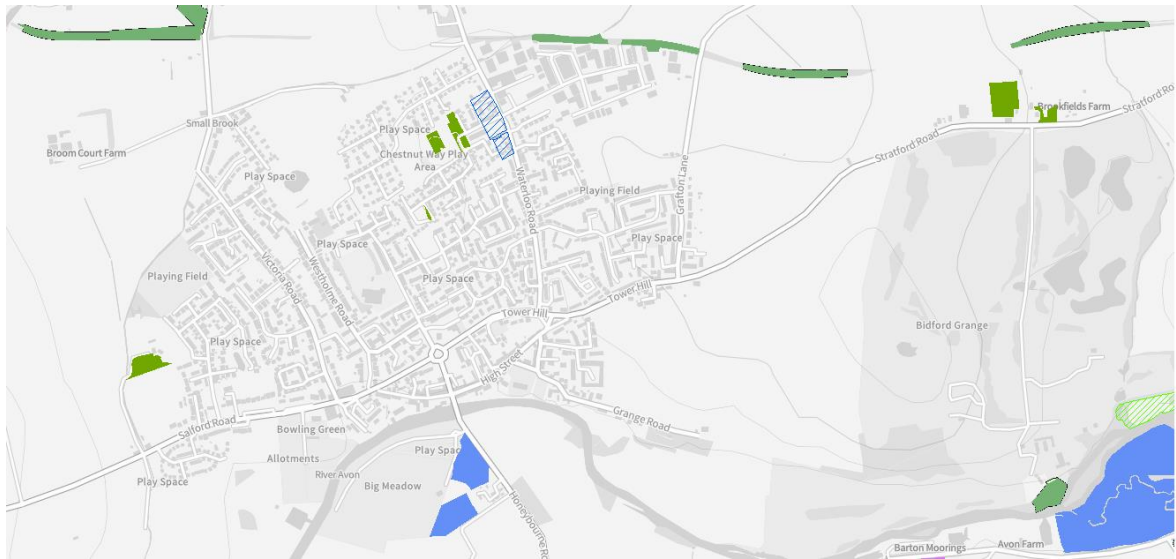 Brookfields Farm
Stratford Ro
Small Brook
Play Space
Stratford Road
Broom Court Farm
Chestnut Way Play
Area
Play Space
Waterloo Road
Playing Field
Grafton Lane
Play Space
Play Space
Playing Field
Victoria Road
Westholme Road
Play Space
Tower Hill
Tower Hill
Bidford Grange
Play Space
High Street
Salford Road
Grange Road
Bowling Green
Play Spac
Allotments
River Avon
Play Space
Big Meadow
Honeybourne Ro
Barton Moorings
Avon Farm